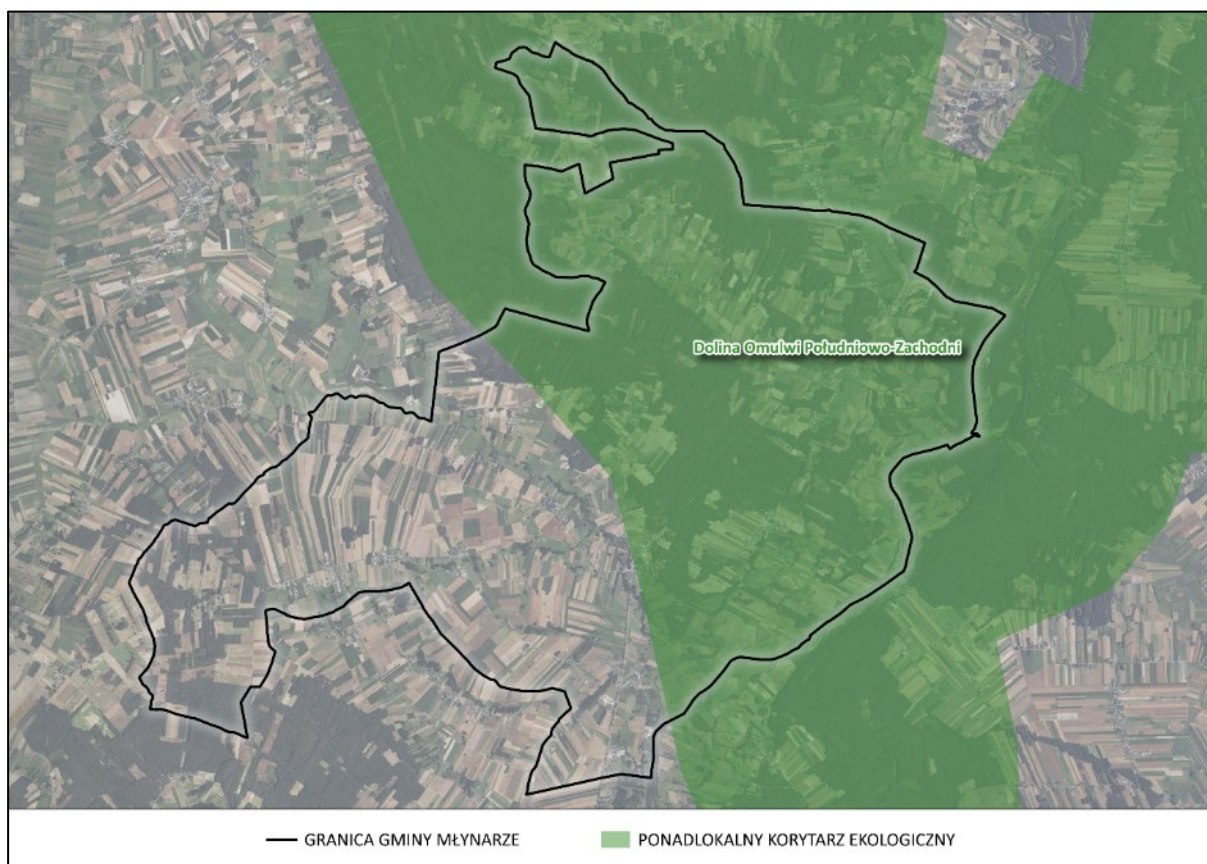 Dolina Omulwi Południowo-Zachodni
GRANICA GMINY MŁYNARZE
PONADLOKALNY KORYTARZ EKOLOGICZNY